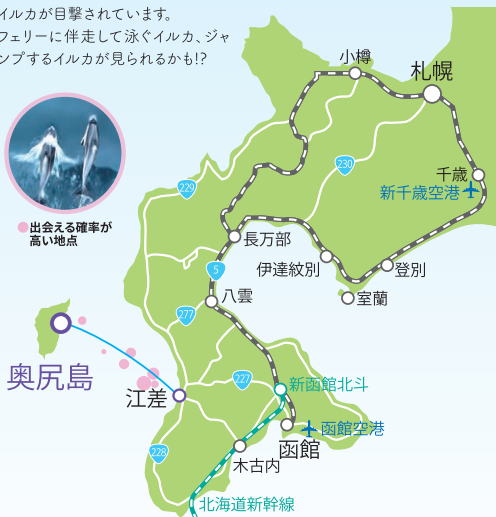 イルカが目撃されています。
フェリーに伴走して泳ぐイルカ、ジャ
ンプするイルカが見られるかも!?
小樽
札幌
230
千歳
新千歳空港
229
出会える確率が
高い地点
長万部
5
伊達紋別
登別
八雲
室蘭
277
奥尻島
227
新函館北斗
江差
函館空港
函館
228
木古内
北海道新幹線